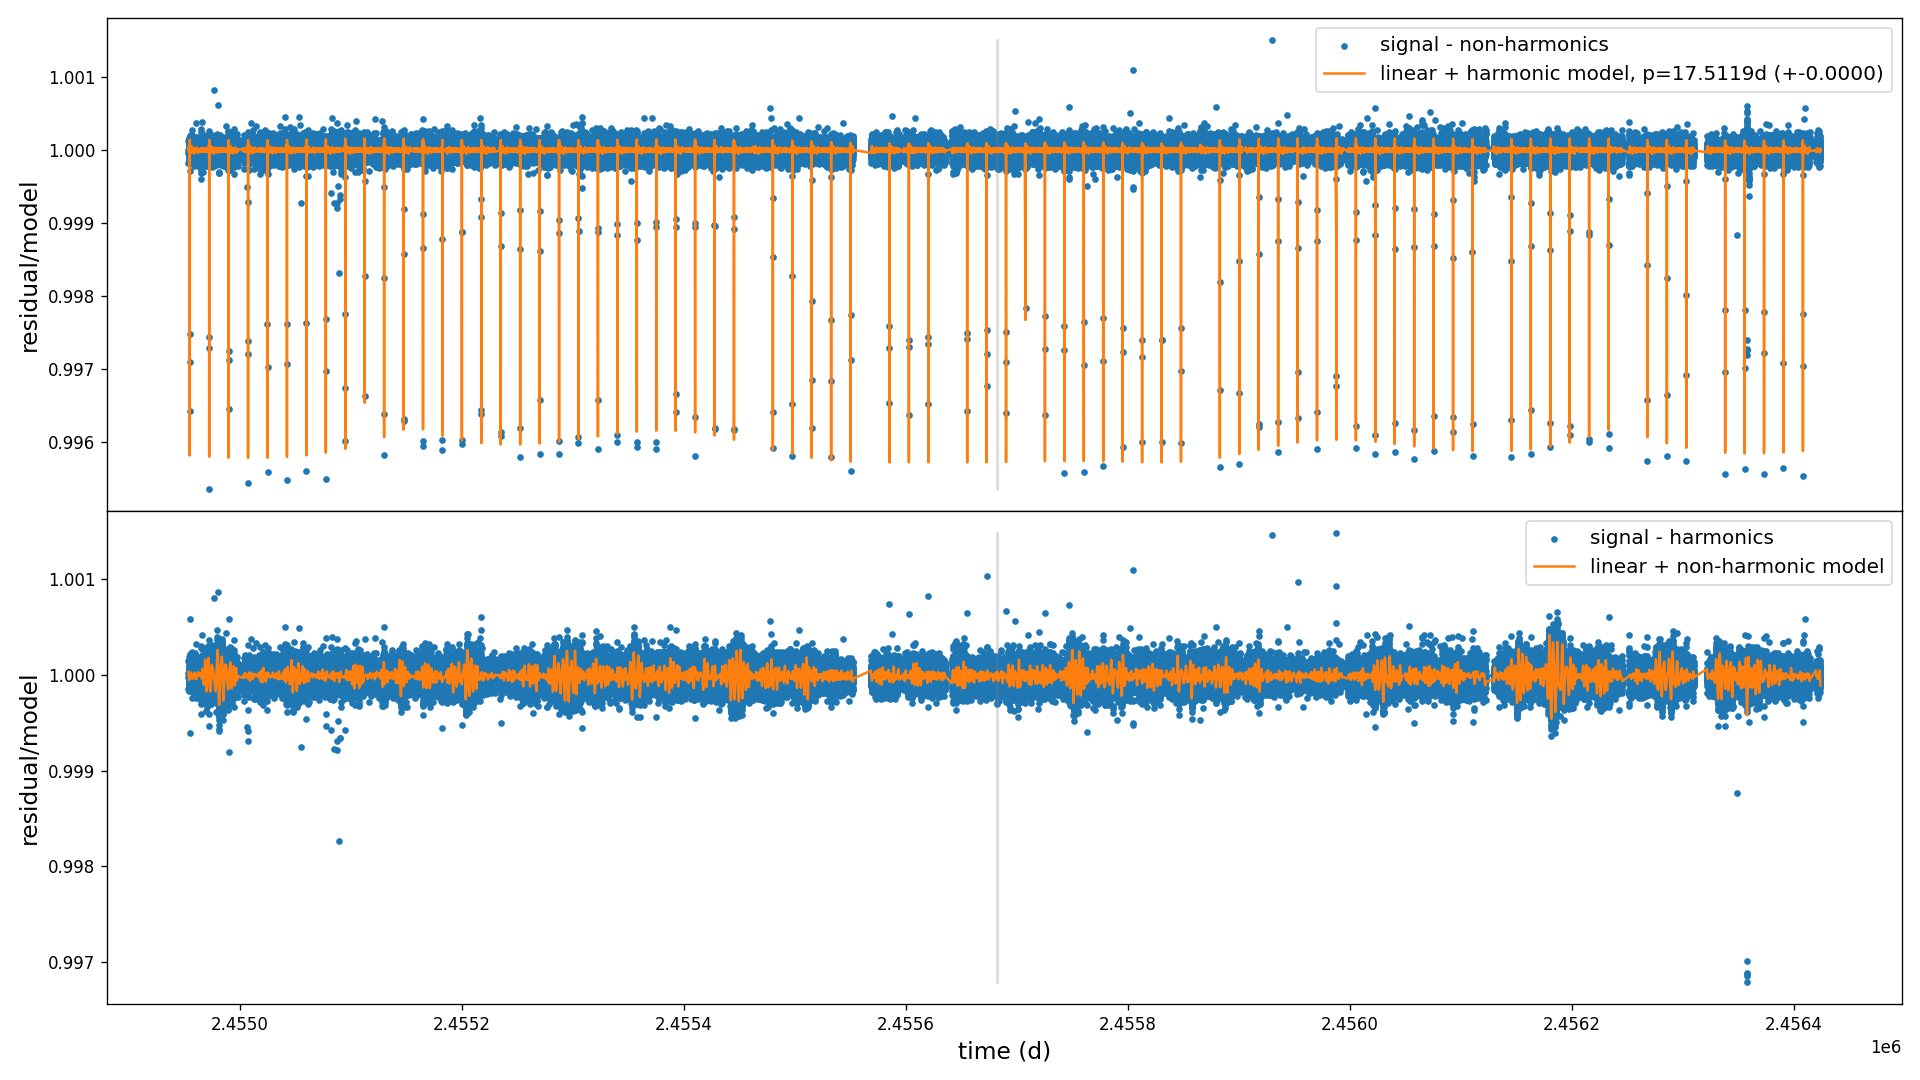 signal - non-harmonics
linear + harmonic model, p=17.5119d (+-0.0000)
1.001
1.000
0.999
0.998
0.997
0.996
residual/model
signal - harmonics
linear + non-harmonic model
1.001
1.000
0.999
0.998
0.997
residual/model
2.4550
2.4552
2.4554
2.4556
2.4558
2.4560
2.4562
2.4564
time (d)
1e6